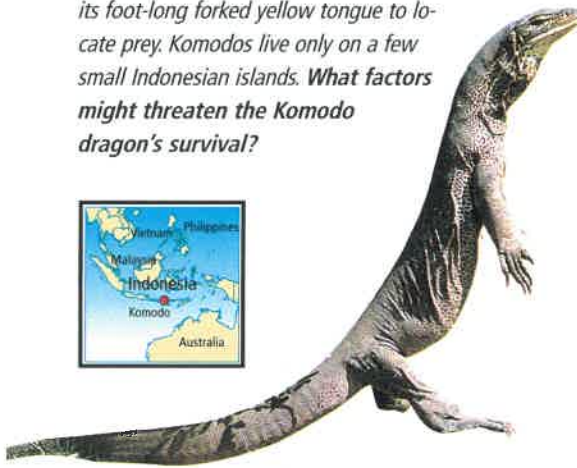 its foot-long forked yellow tongue to lo-
cate prey. Komodos live only on a few
small Indonesian islands. What factors
might threaten the Komodo
dragon's survival?
Vietnam
Philippines
Malaysia
Indonesia
Komodo
Australia